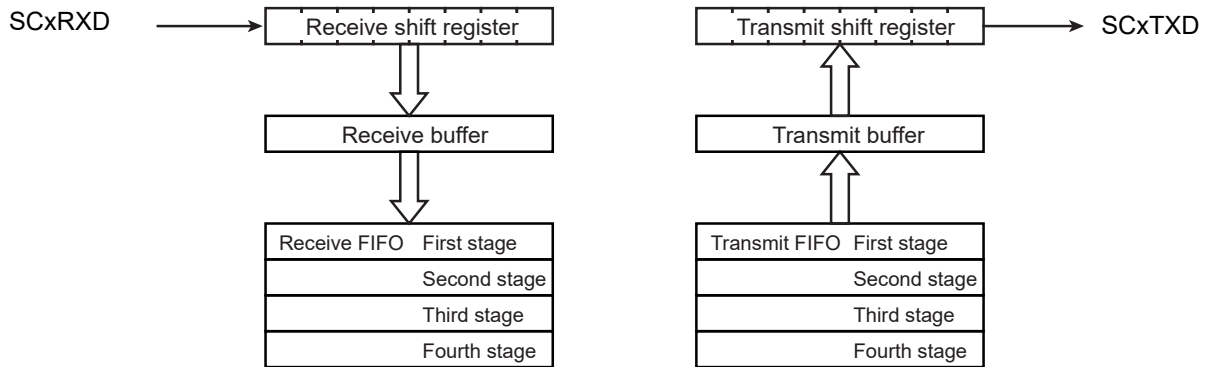 SCxRXD
Receive shift register
Receive buffer
Receive FIFO First stage
Second stage
Third stage
Fourth stage
Transmit shift register
SCxTXD
Transmit buffer
Transmit FIFO First stage
Second stage
Third stage
Fourth stage